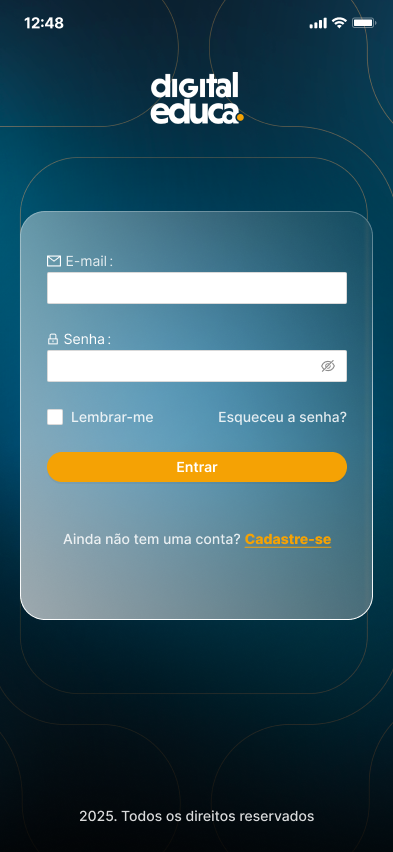 12:48
digital
educa.
E-mail :
Senha :
Lembrar-me
Esqueceu a senha?
Entrar
Ainda não tem uma conta? Cadastre-se
2025. Todos os direitos reservados